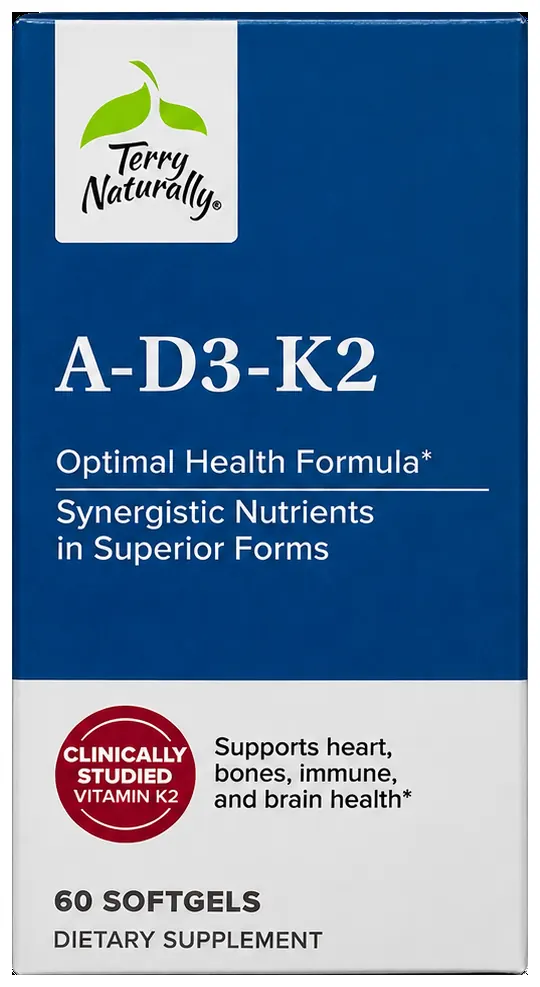 Terry
Naturally®
A-D3-K2
Optimal Health Formula*
Synergistic Nutrients
in Superior Forms
CLINICALLY
STUDIED
VITAMIN K2
Supports heart,
bones, immune,
and brain health*
60 SOFTGELS
DIETARY SUPPLEMENT